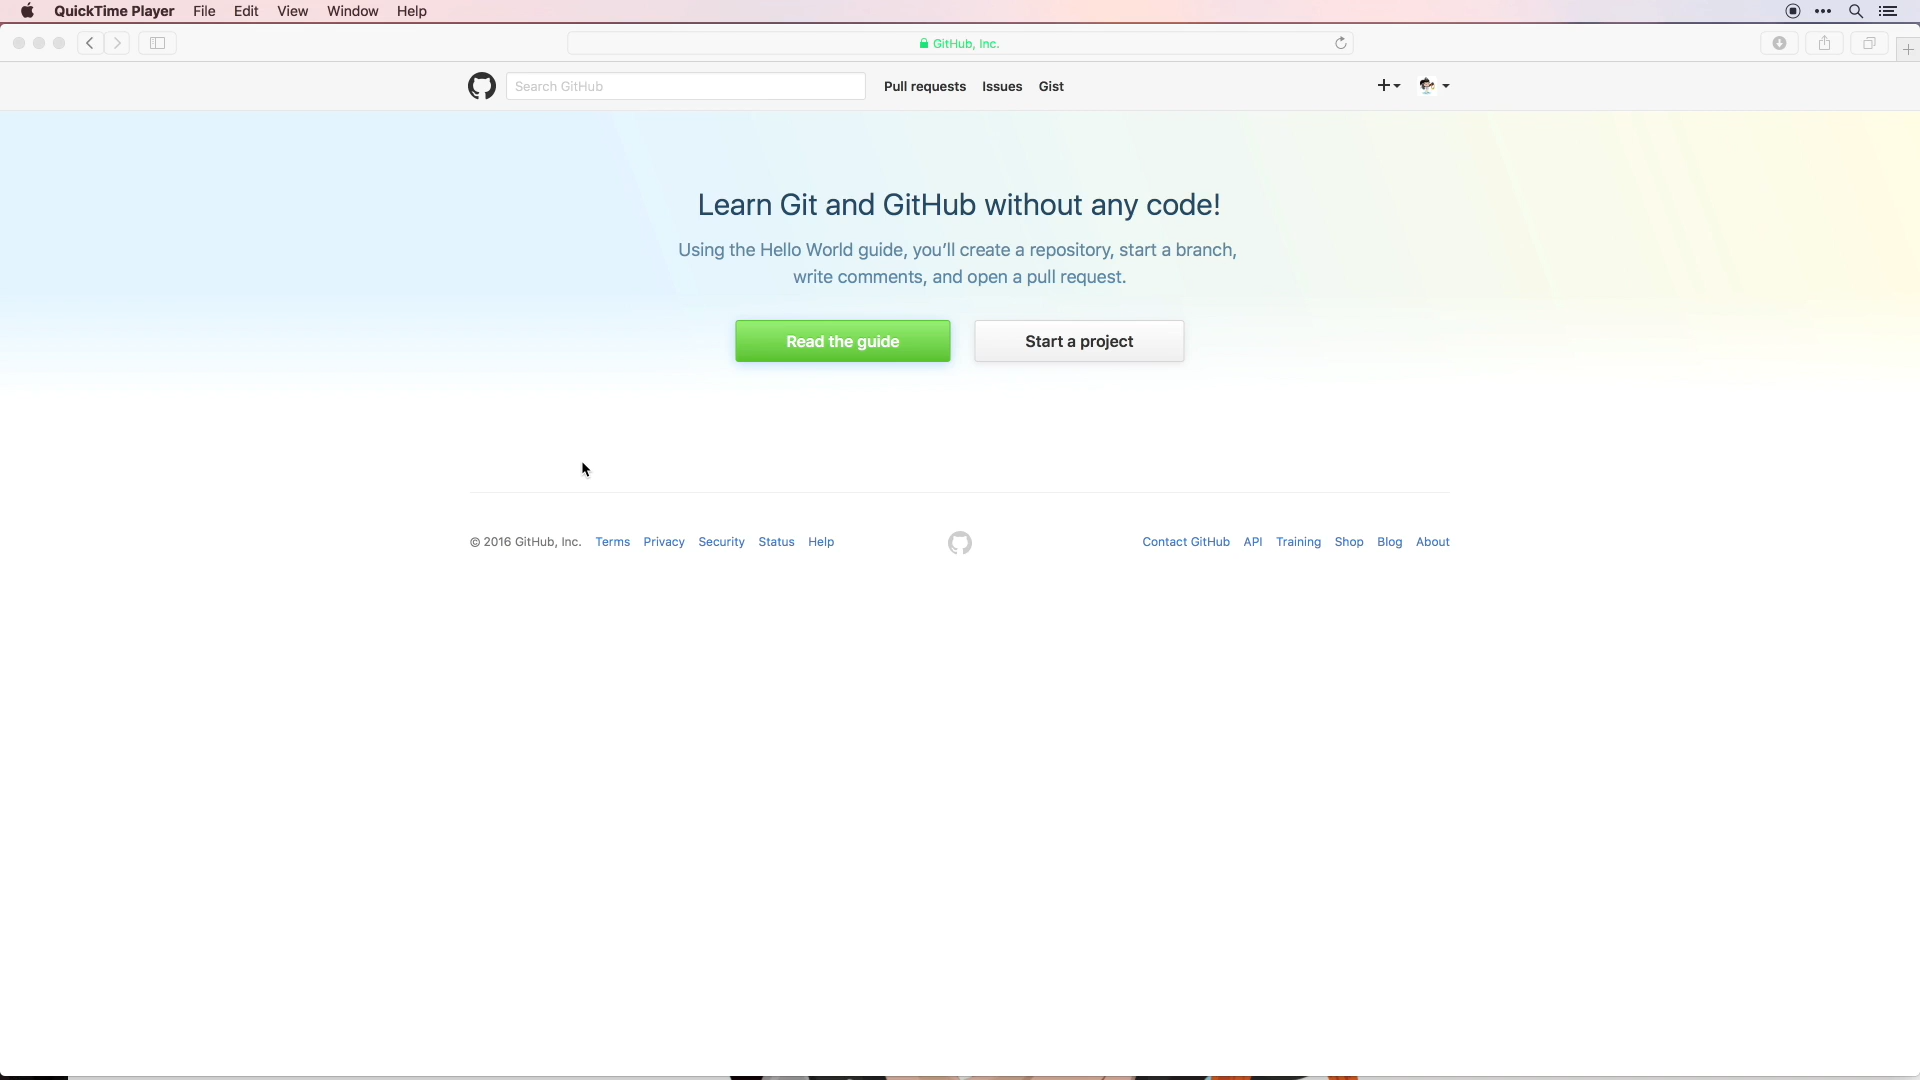 QuickTime Player File Edit View Window Help
GitHub, Inc.
Search GitHub Pull requests Issues Gist
Learn Git and GitHub without any code!
Using the Hello World guide, you’ll create a repository, start a branch,
write comments, and open a pull request.
Read the guide Start a project
© 2016 GitHub, Inc. Terms Privacy Security Status Help Contact GitHub API Training Shop Blog About